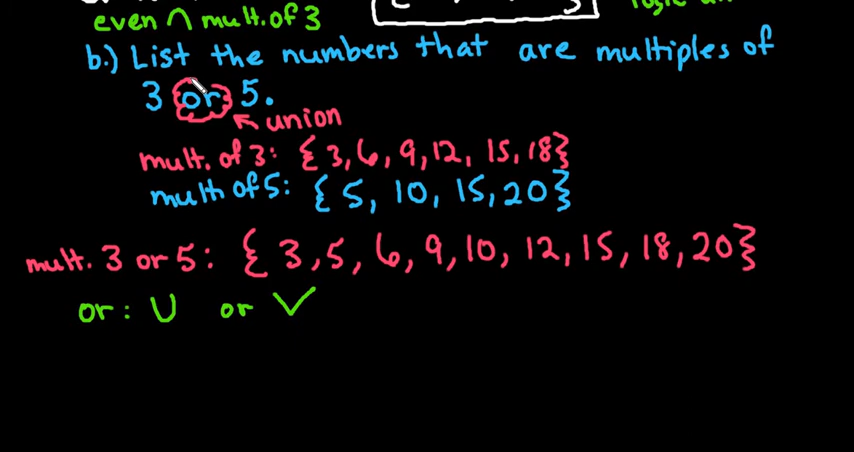 even ∩ mult. of 3
b.) List the numbers that are multiples of
3 or 5.
union
mult. of 3: {3, 6, 9, 12, 15, 18}
mult of 5: {5, 10, 15, 20}
mult. 3 or 5: {3, 5, 6, 9, 10, 12, 15, 18, 20}
or: ∪ or ∨